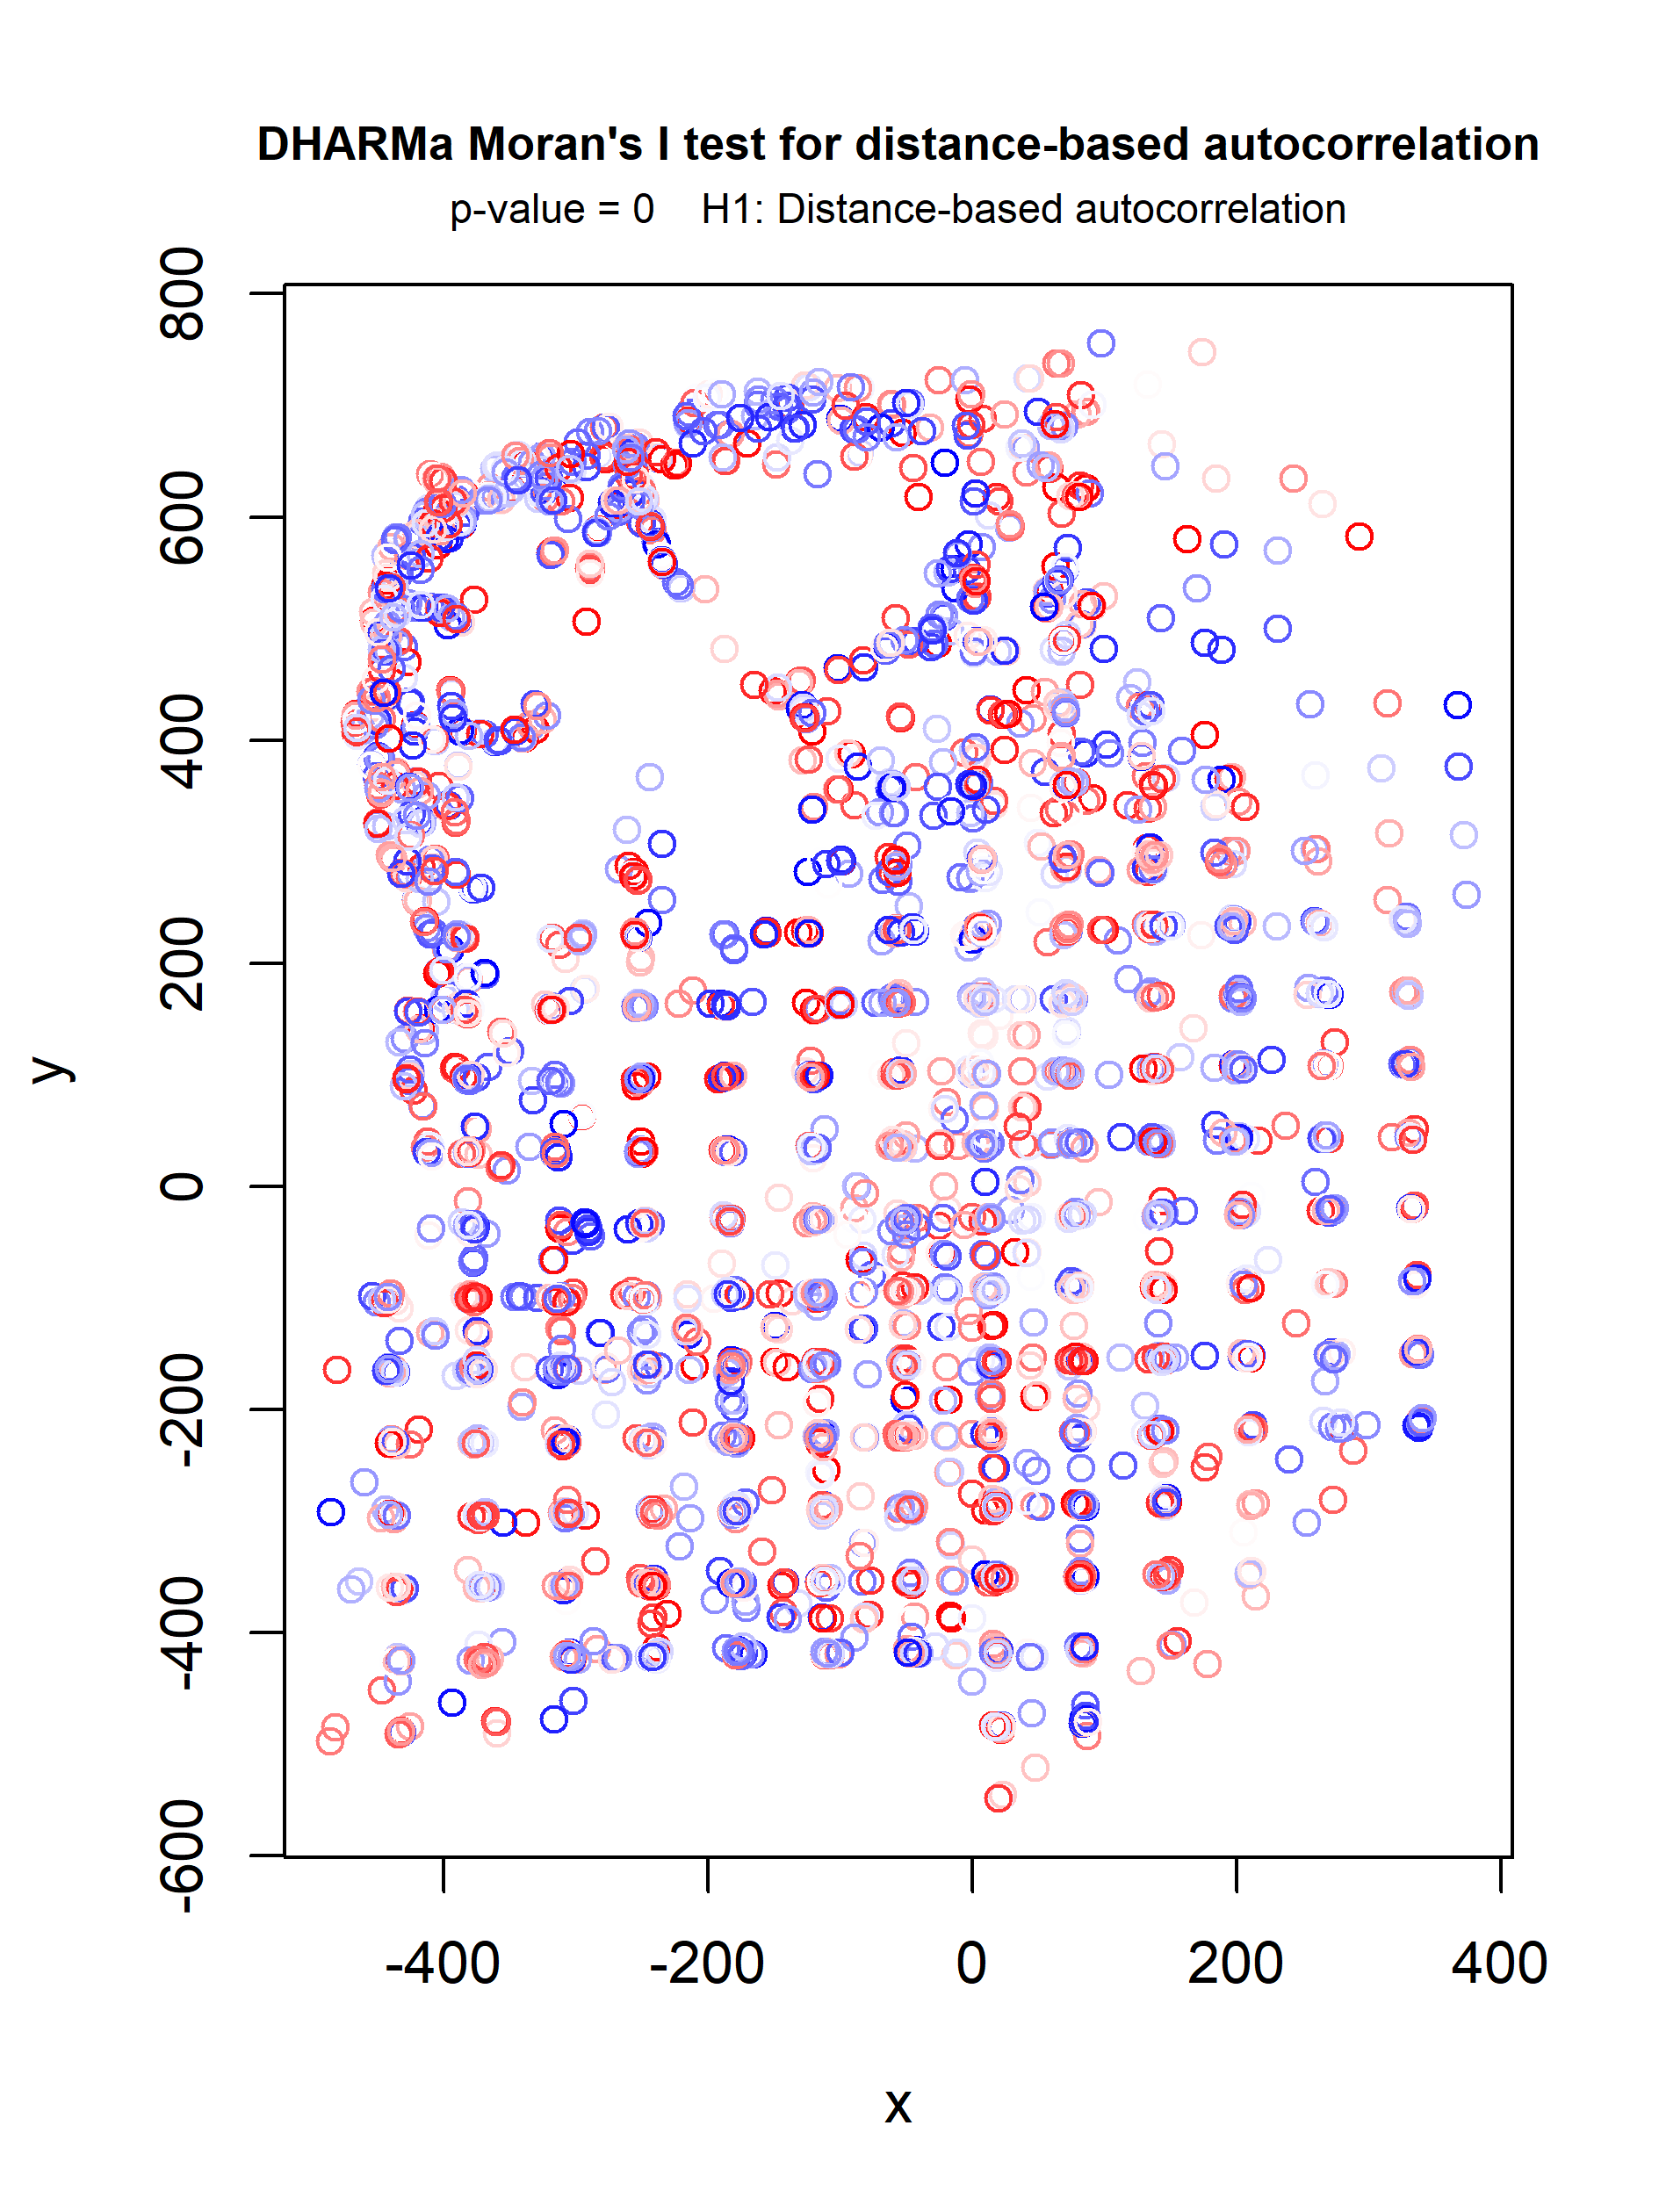 DHARMa Moran's I test for distance-based autocorrelation
p-value = 0 H1: Distance-based autocorrelation
800
600
400
200
0
-200
-400
-600
y
-400 -200 0 200 400
x